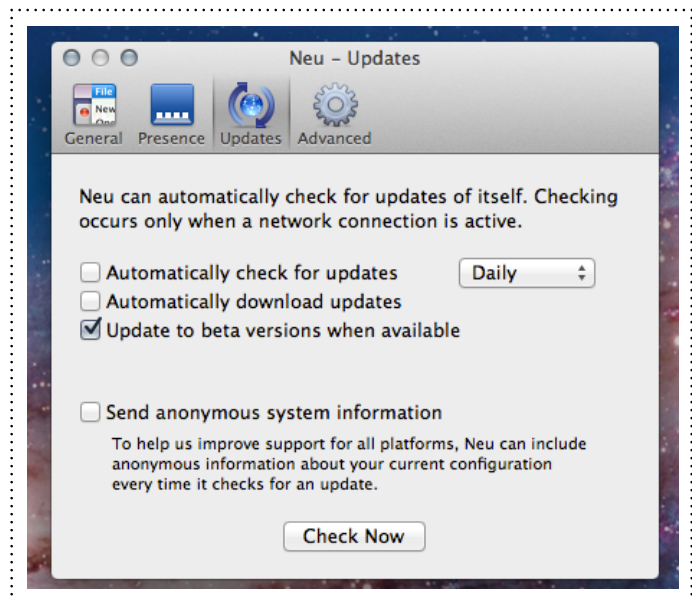 Neu – Updates
File
New
One
General Presence Updates Advanced
Neu can automatically check for updates of itself. Checking
occurs only when a network connection is active.
Automatically check for updates Daily
Automatically download updates
Update to beta versions when available
Send anonymous system information
To help us improve support for all platforms, Neu can include
anonymous information about your current configuration
every time it checks for an update.
Check Now